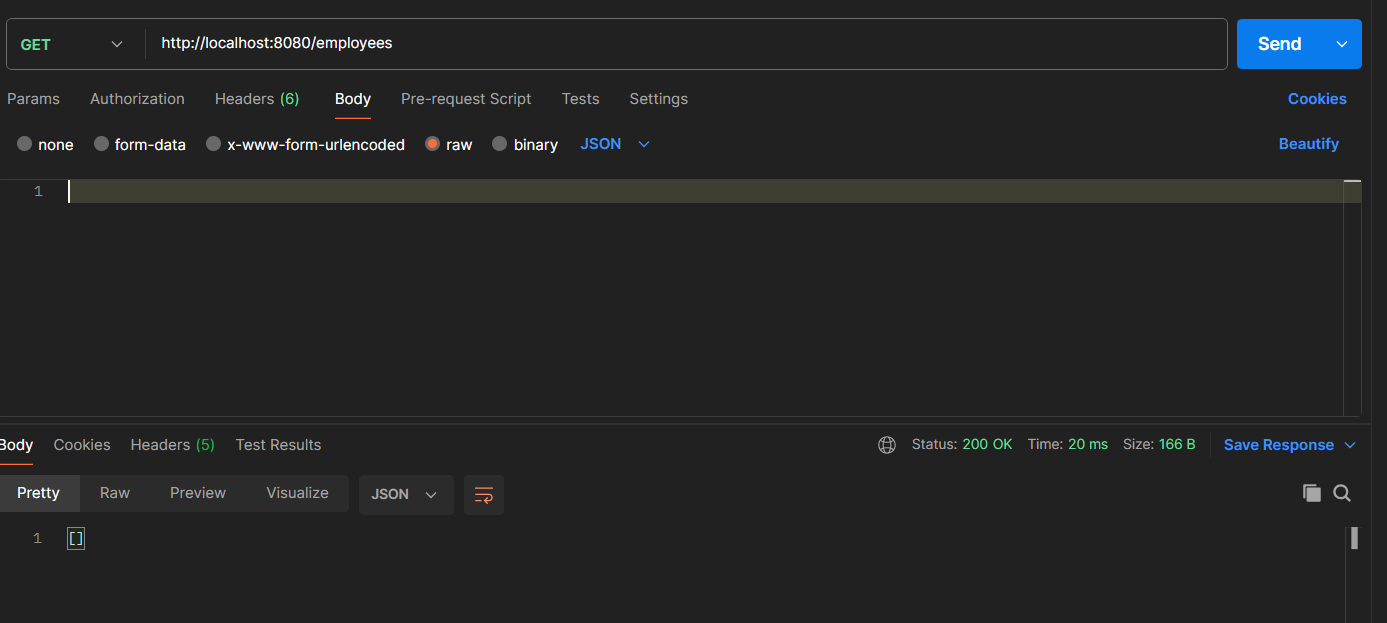 GET http://localhost:8080/employees Send
Params Authorization Headers (6) Body Pre-request Script Tests Settings Cookies
none form-data x-www-form-urlencoded raw binary JSON Beautify
1
Body Cookies Headers (5) Test Results Status: 200 OK Time: 20 ms Size: 166 B Save Response
Pretty Raw Preview Visualize JSON
1 []